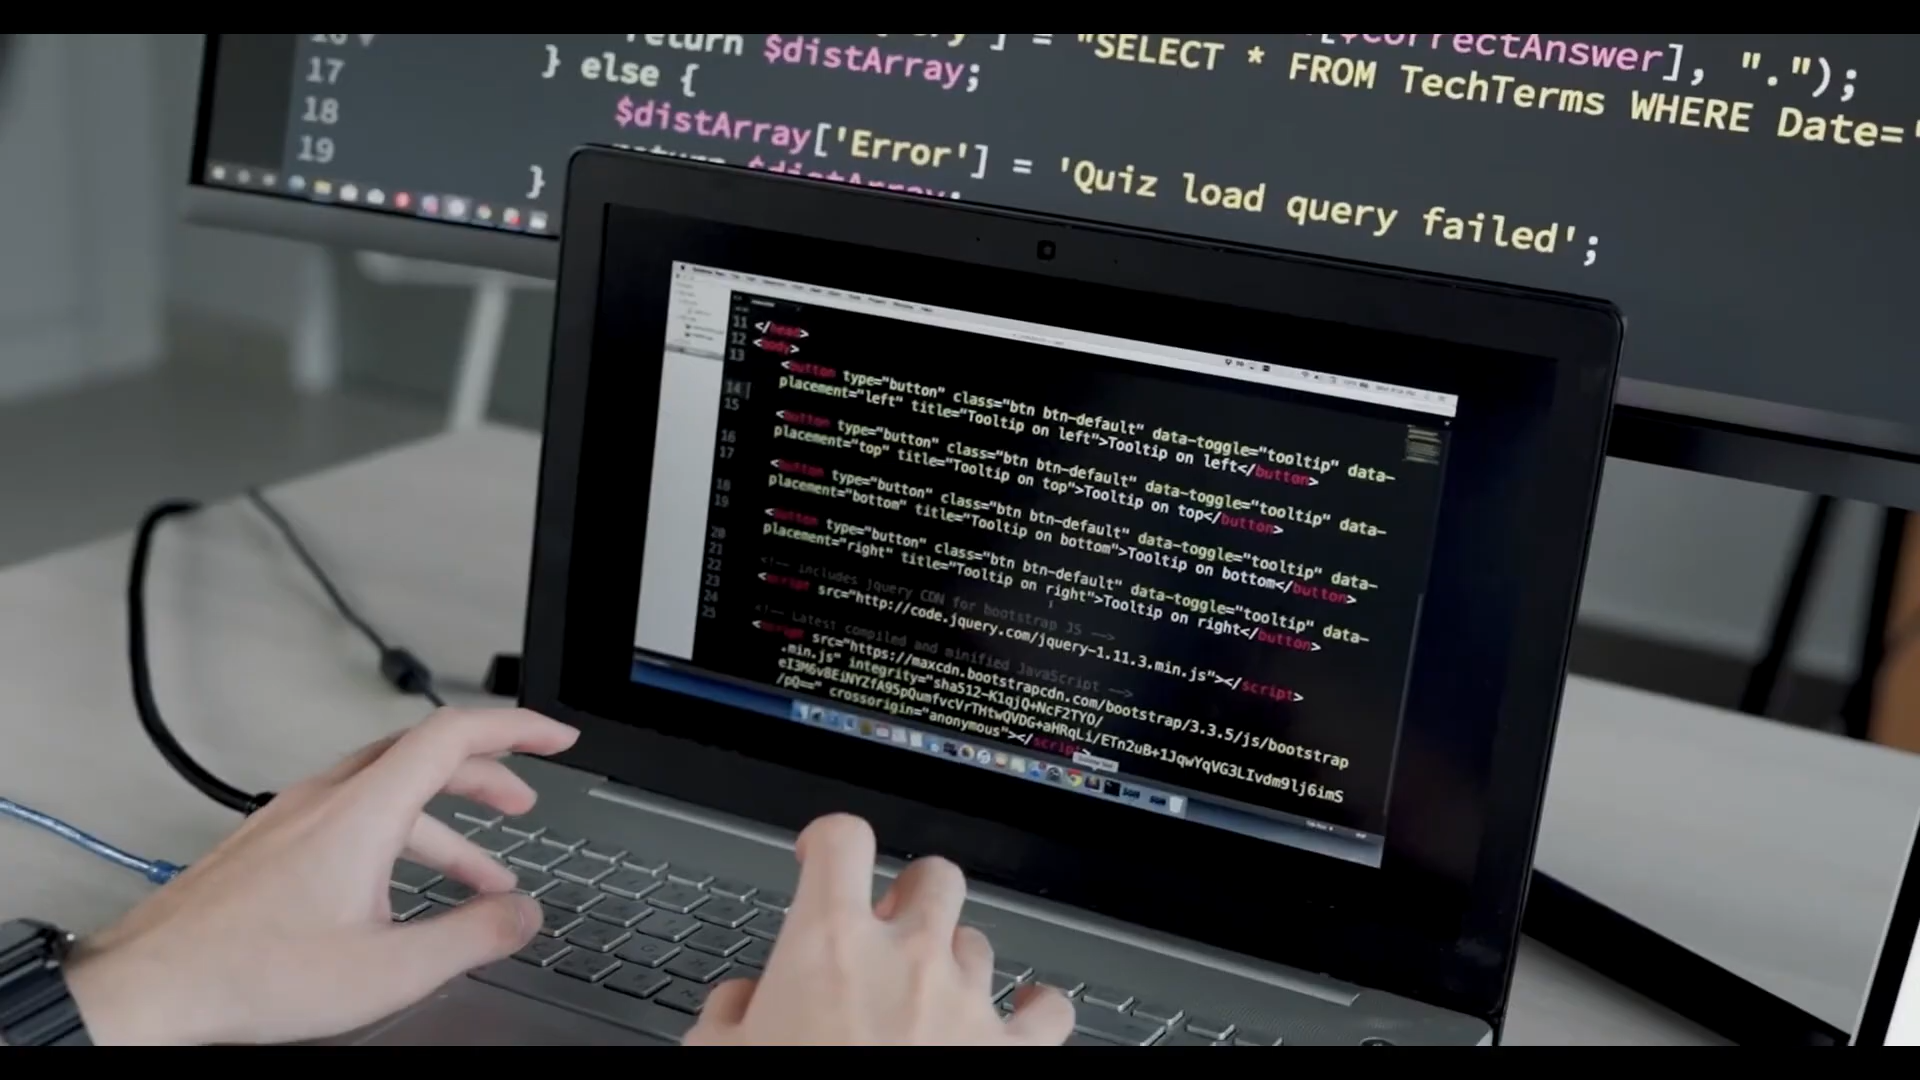 17
18
19
return $distArray;
} else {
$distArray['Error'] = 'Quiz load query failed';
}
[$correctAnswer], ".");
] = "SELECT * FROM TechTerms WHERE Date='
11 </head>
12 <body>
13
14 <button type="button" class="btn btn-default" data-toggle="tooltip" data-
placement="left" title="Tooltip on left">Tooltip on left</button>
15
<button type="button" class="btn btn-default" data-toggle="tooltip" data-
16 placement="top" title="Tooltip on top">Tooltip on top</button>
17
<button type="button" class="btn btn-default" data-toggle="tooltip" data-
18 placement="bottom" title="Tooltip on bottom">Tooltip on bottom</button>
19
<button type="button" class="btn btn-default" data-toggle="tooltip" data-
20 placement="right" title="Tooltip on right">Tooltip on right</button>
21
22 <!-- includes jquery CDN for bootstrap JS -->
23 <script src="http://code.jquery.com/jquery-1.11.3.min.js"></script>
24 <!-- Latest compiled and minified JavaScript -->
25 <script src="https://maxcdn.bootstrapcdn.com/bootstrap/3.3.5/js/bootstrap
.min.js" integrity="sha512-K1qjQ+NcF2TYO/
eI3M6v8EiNYZfA95pQumfvcVrTHtwQVDG+aHRqLi/ETn2uB+1JqwYqVG3LIvdm9lj6imS
/pQ==" crossorigin="anonymous"></script>